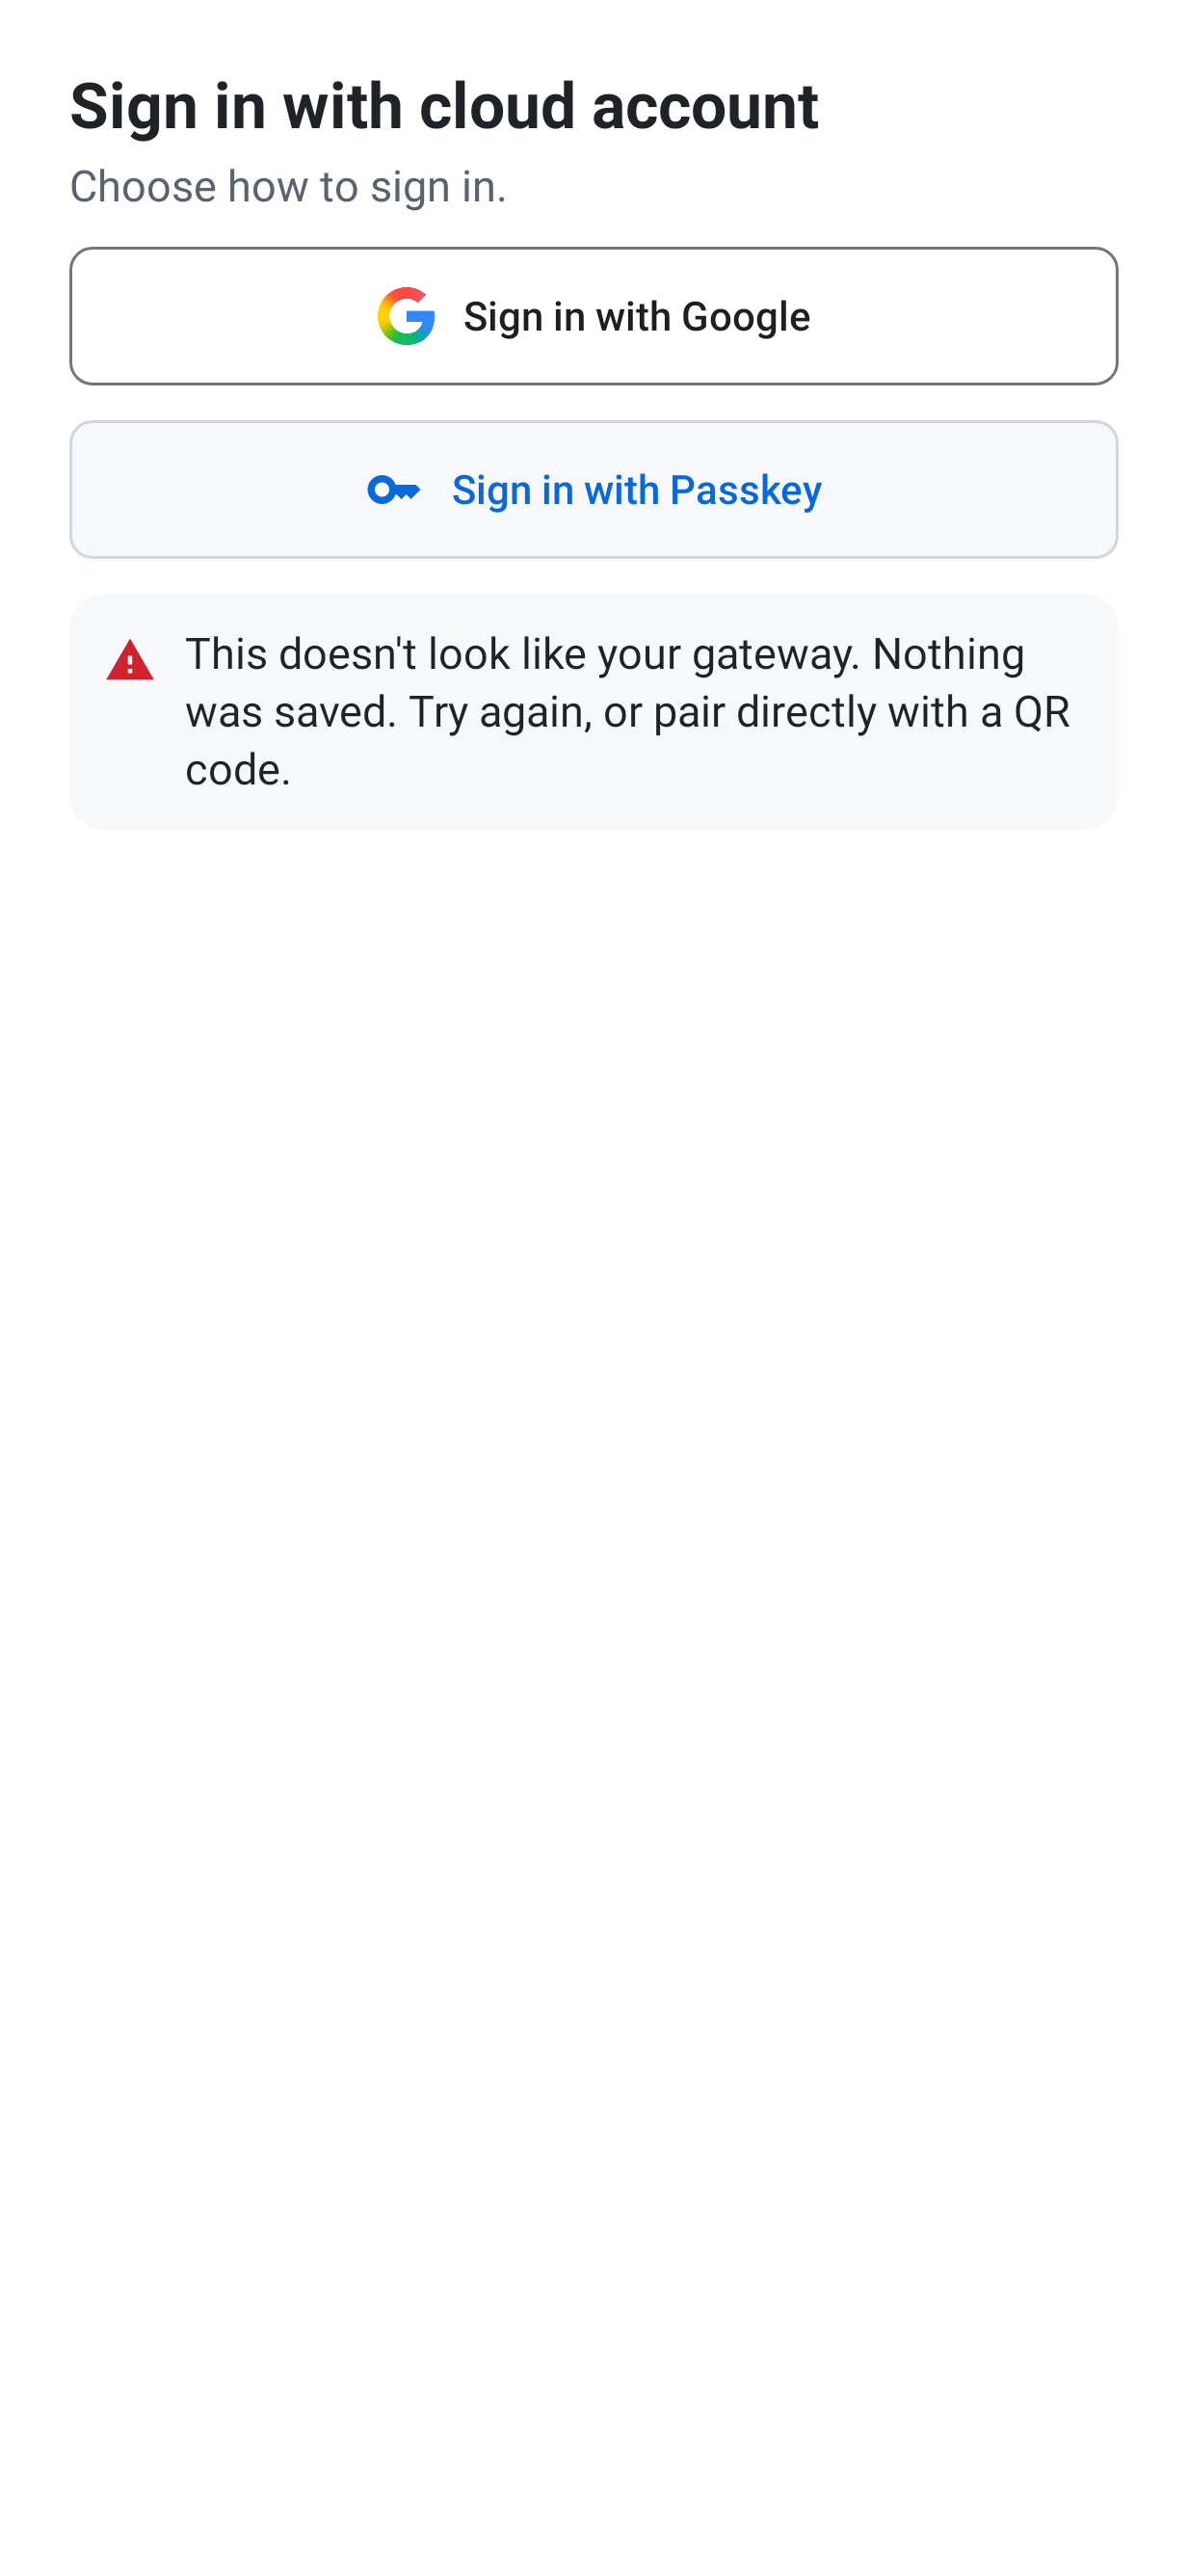 Sign in with cloud account
Choose how to sign in.
Sign in with Google
Sign in with Passkey
This doesn't look like your gateway. Nothing
was saved. Try again, or pair directly with a QR
code.